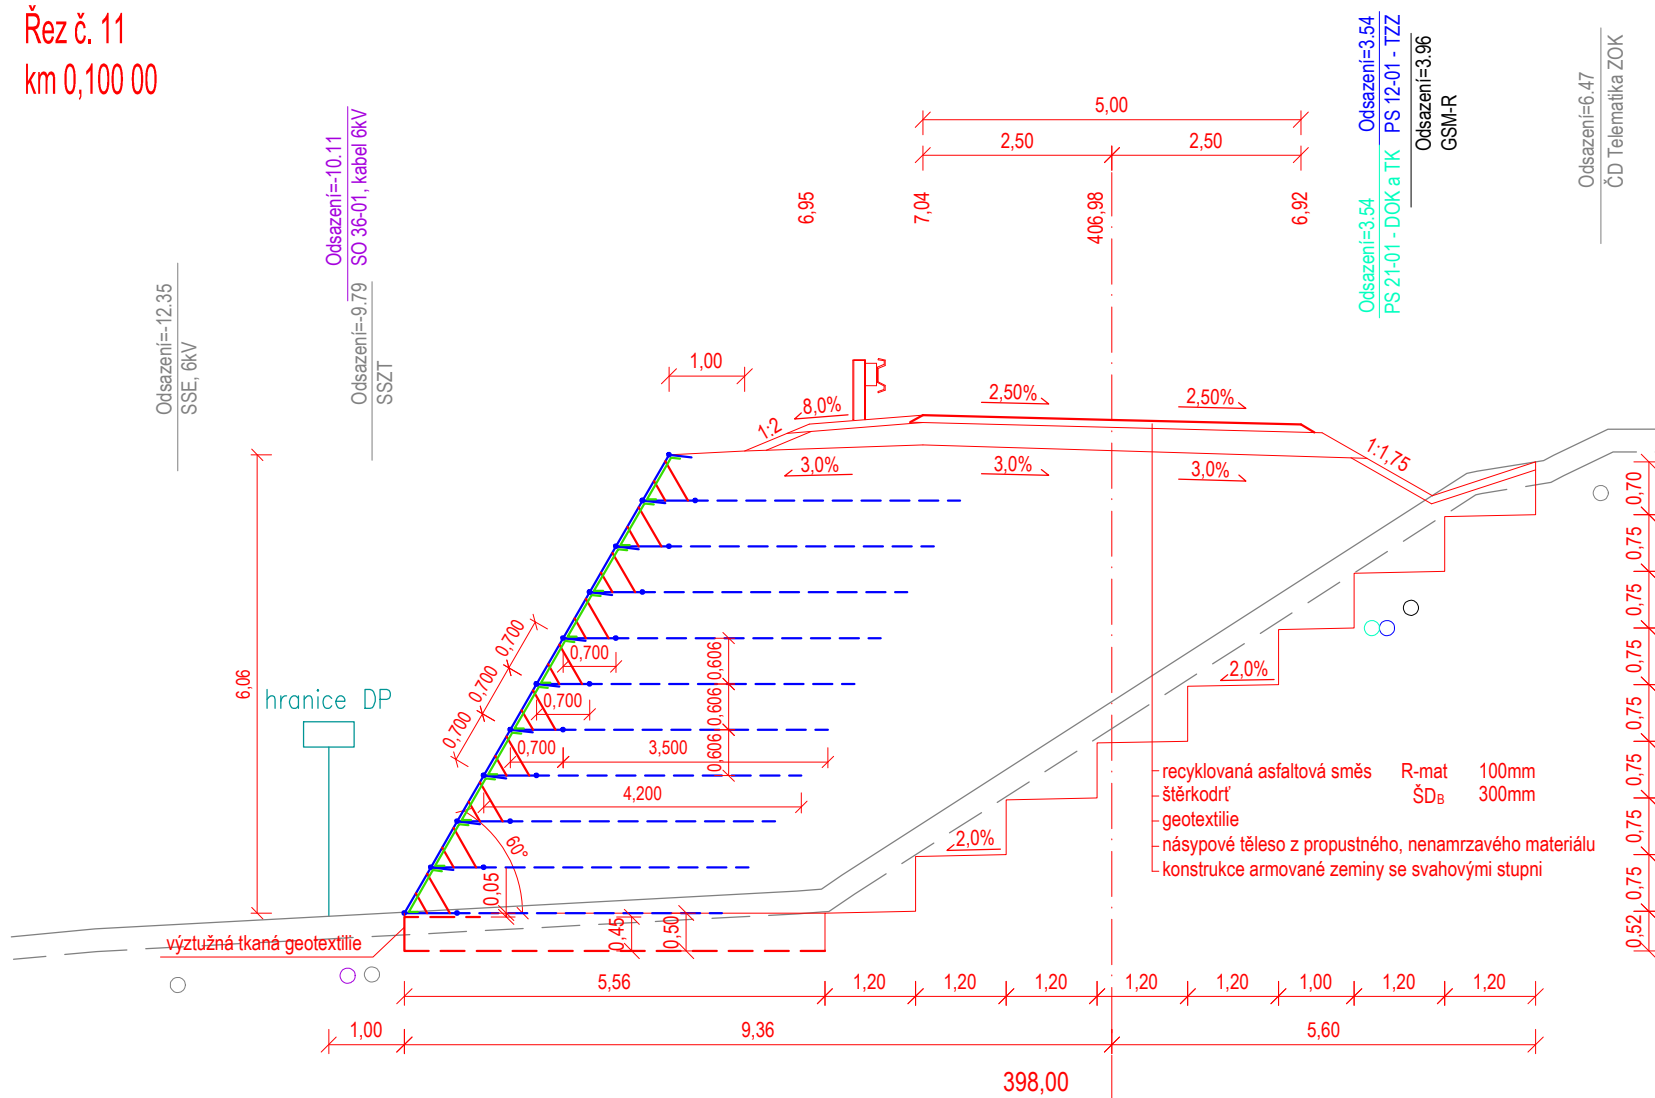 Řez č. 11
km 0,100 00
Odsazení=-12.35
SSE, 6kV
Odsazení=-10.11
SO 36-01, kabel 6kV
Odsazení=-9.79
SSZT
Odsazení=3.54
PS 12-01 - TZZ
Odsazení=3.54
PS 21-01 - DOK a TK
Odsazení=3.96
GSM-R
Odsazení=6.47
ČD Telematika ZOK
5,00
2,50
2,50
6,95
7,04
406,98
6,92
1,00
8,0%
2,50%
2,50%
1:2
1:1,75
3,0%
3,0%
3,0%
6,06
hranice DP
0,700
0,700
0,700
0,700
0,700
0,700
3,500
4,200
0,606
0,606
0,606
60°
0,05
0,45
0,50
2,0%
2,0%
recyklovaná asfaltová směs R-mat 100mm
štěrkodrť ŠDB 300mm
geotextilie
násypové těleso z propustného, nenamrzavého materiálu
konstrukce armované zeminy se svahovými stupni
výztužná tkaná geotextilie
0,70
0,75
0,75
0,75
0,75
0,75
0,75
0,75
0,52
5,56
1,20
1,20
1,20
1,20
1,20
1,00
1,20
1,20
1,00
9,36
5,60
398,00